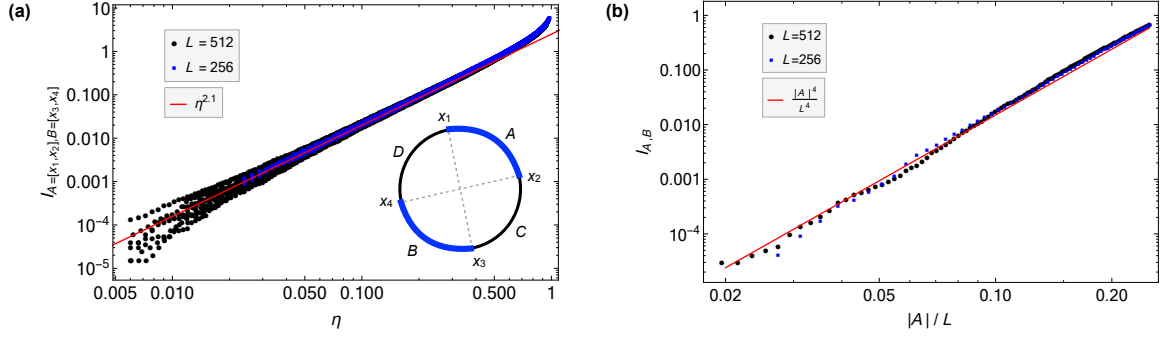 (a)
10
1
0.100
0.010
0.001
10⁻⁴
10⁻⁵
I_{A=[x₁,x₂],B=[x₃,x₄]}
L = 512
L = 256
η^{2.1}
x₁
A
D
x₂
x₄
C
B
x₃
0.005 0.010 0.050 0.100 0.500 1
η
(b)
1
0.100
0.010
0.001
10⁻⁴
I_{A,B}
L=512
L=256
|A|⁴
L⁴
0.02 0.05 0.10 0.20
|A| / L